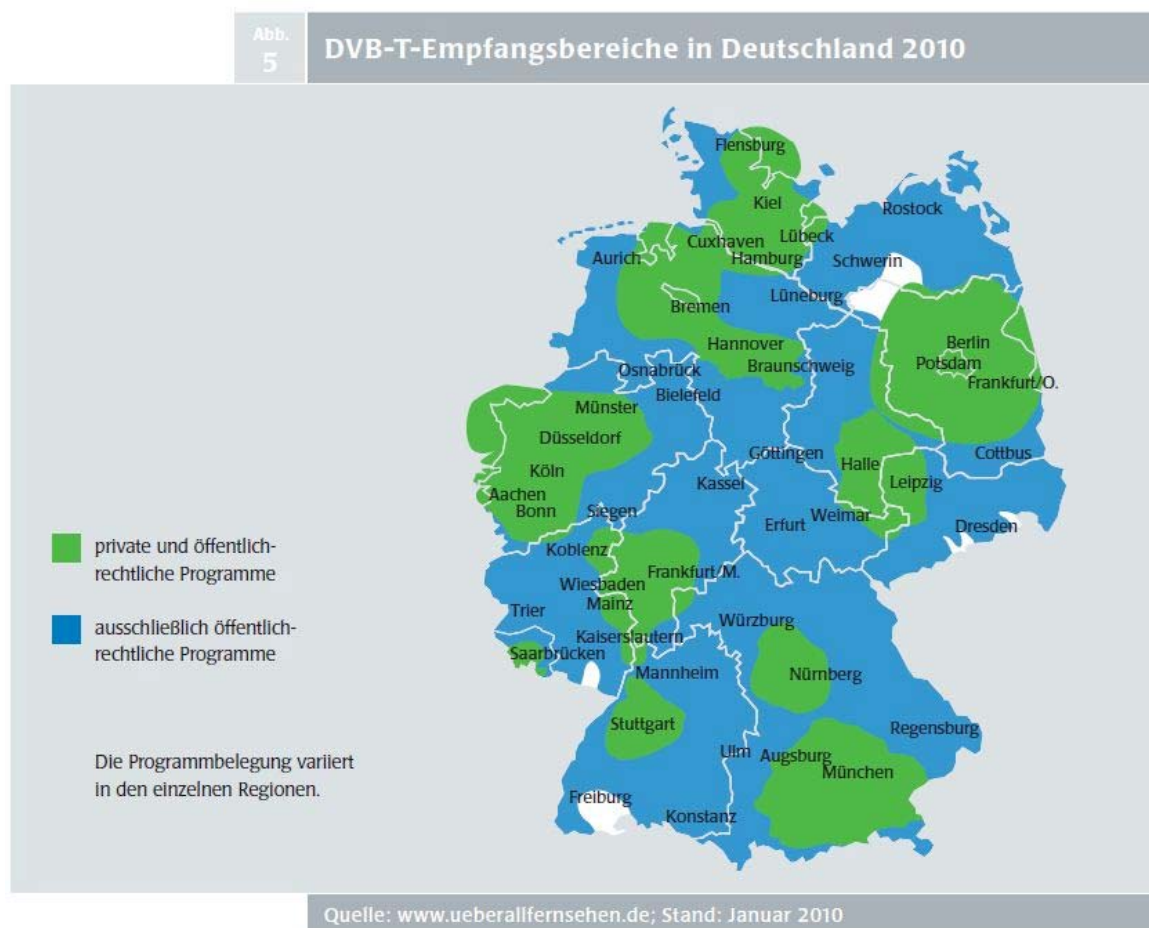 Abb.
5
DVB-T-Empfangsbereiche in Deutschland 2010
Flensburg
Kiel
Rostock
Cuxhaven
Lübeck
Aurich
Hamburg
Schwerin
Lüneburg
Bremen
Hannover
Berlin
Braunschweig
Potsdam
Osnabrück
Frankfurt/O.
Bielefeld
Münster
Düsseldorf
Göttingen
Cottbus
Köln
Halle
Kassel
Leipzig
Aachen
Bonn
Siegen
Weimar
Erfurt
Dresden
private und öffentlich-
rechtliche Programme
Koblenz
Frankfurt/M.
Wiesbaden
Mainz
Trier
Würzburg
ausschließlich öffentlich-
rechtliche Programme
Kaiserslautern
Saarbrücken
Mannheim
Nürnberg
Stuttgart
Regensburg
Ulm
Augsburg
München
Die Programmbelegung variiert
in den einzelnen Regionen.
Freiburg
Konstanz
Quelle: www.ueberallfernsehen.de; Stand: Januar 2010